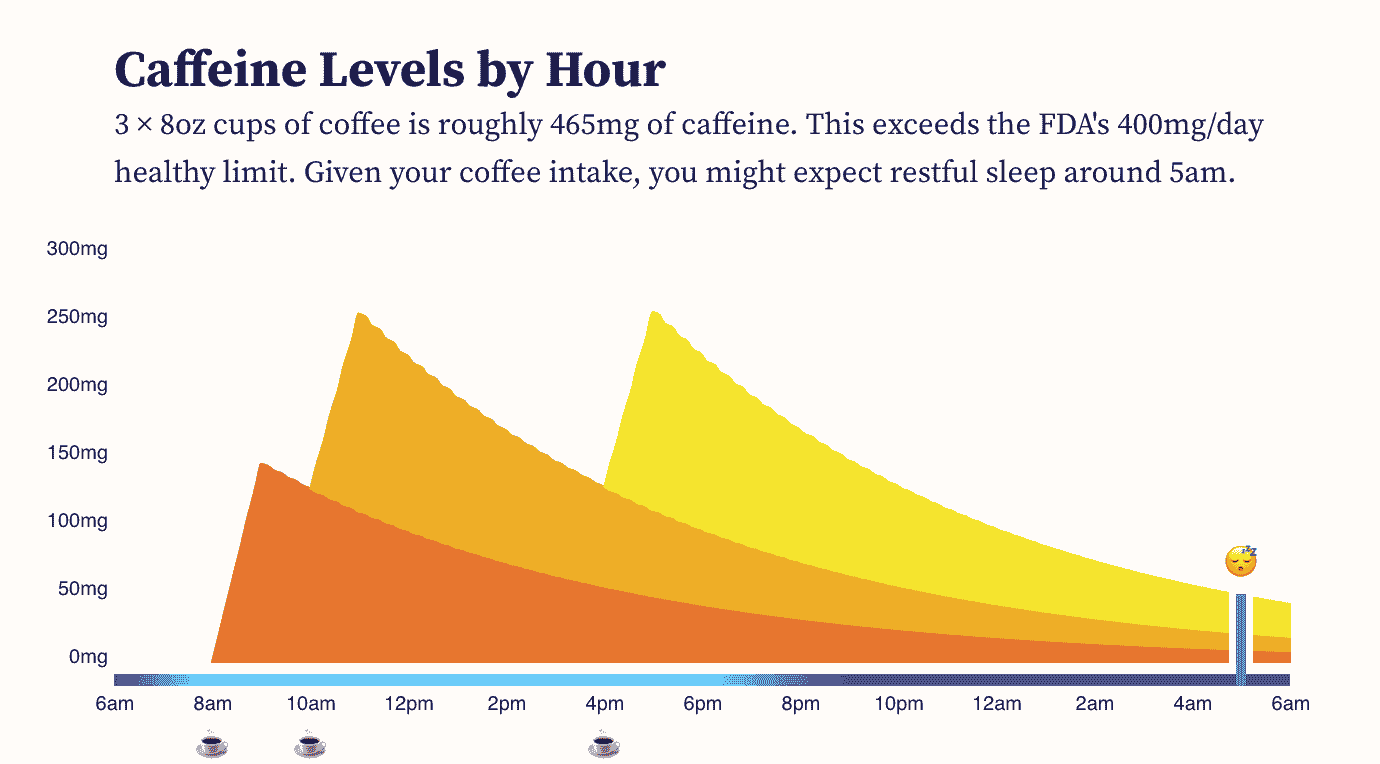 Caffeine Levels by Hour
3 × 8oz cups of coffee is roughly 465mg of caffeine. This exceeds the FDA's 400mg/day
healthy limit. Given your coffee intake, you might expect restful sleep around 5am.
300mg
250mg
200mg
150mg
100mg
50mg
0mg
6am 8am 10am 12pm 2pm 4pm 6pm 8pm 10pm 12am 2am 4am 6am